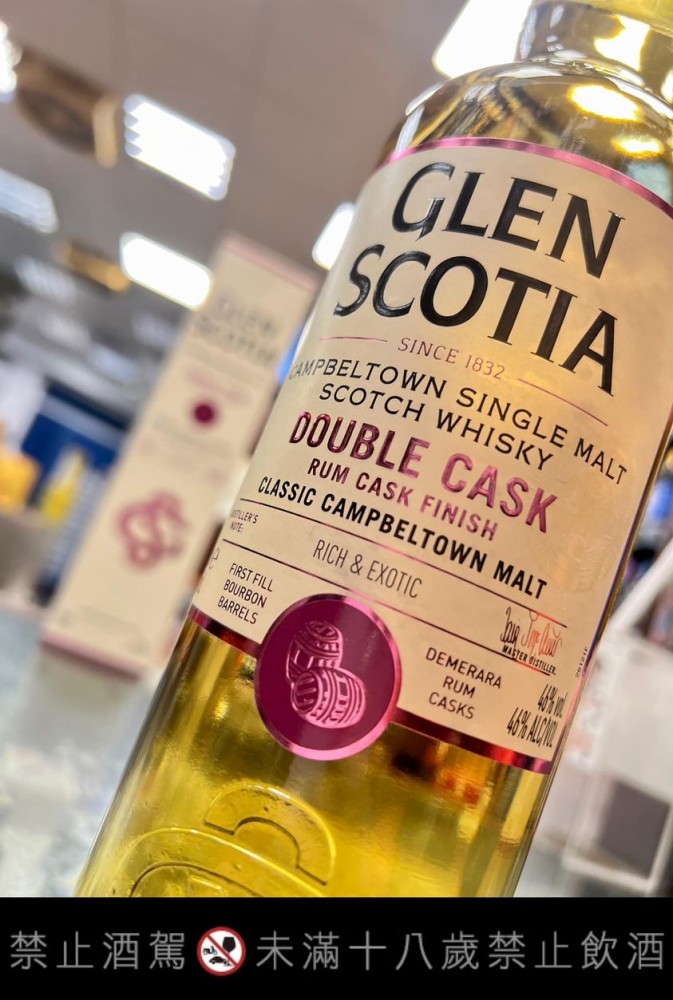 GLEN
SCOTIA
SINCE 1832
CAMPBELTOWN SINGLE MALT
SCOTCH WHISKY
DOUBLE CASK
RUM CASK FINISH
CLASSIC CAMPBELTOWN MALT
DISTILLER'S
NOTE:
RICH & EXOTIC
FIRST FILL
BOURBON
BARRELS
MASTER DISTILLER
DEMERARA
RUM
CASKS
46% vol
46% ALC/VOL
GLEN
SCOTIA
禁止酒駕 未滿十八歲禁止飲酒